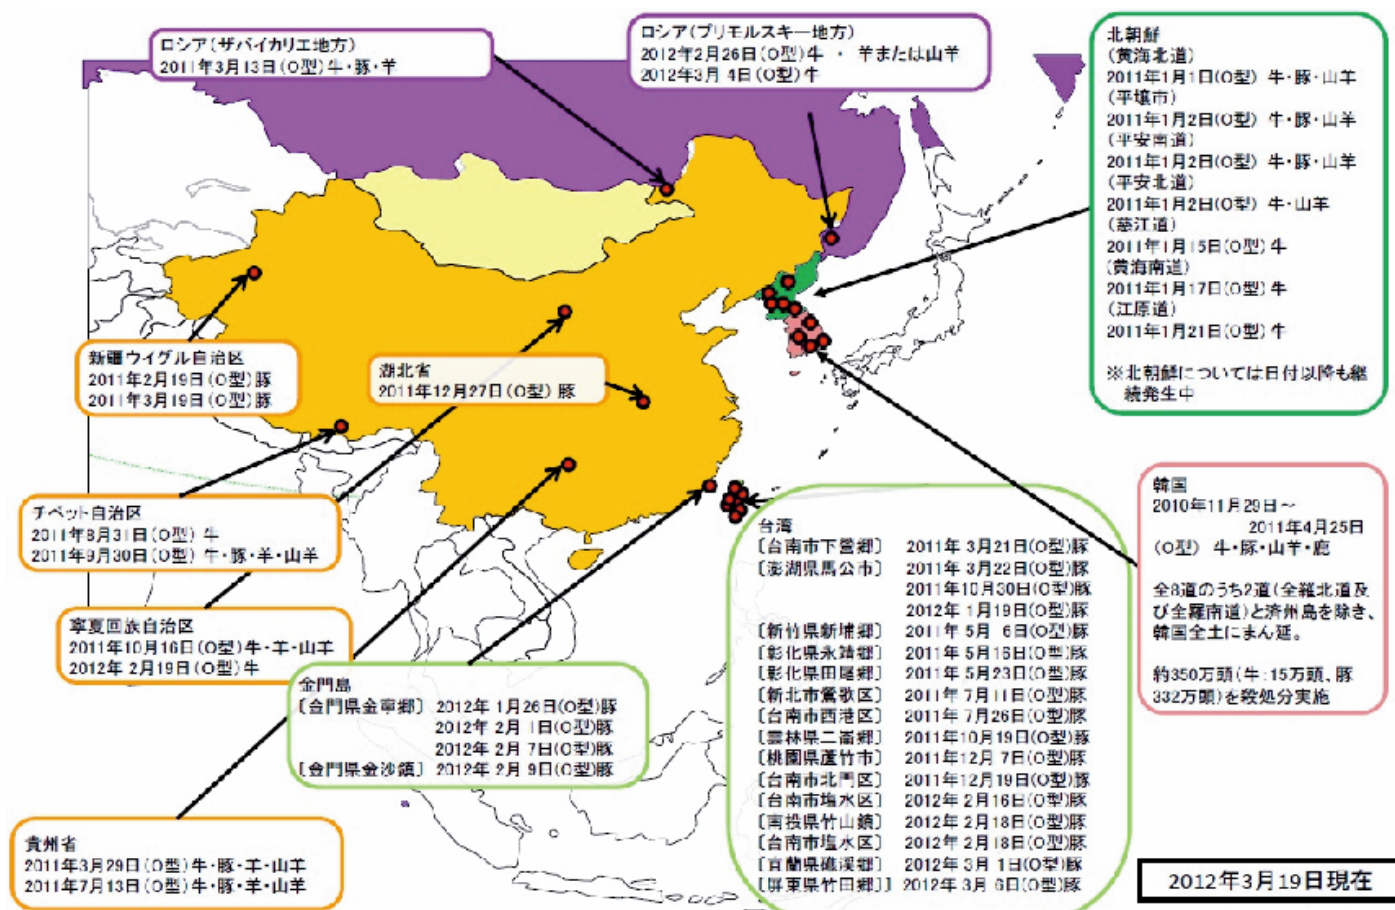 ロシア(ザバイカリエ地方)
2011年3月13日(O型)牛・豚・羊
ロシア(プリモルスキー地方)
2012年2月26日(O型)牛 ・ 羊または山羊
2012年3月 4日(O型)牛
北朝鮮
(黄海北道)
2011年1月1日(O型) 牛・豚・山羊
(平壌市)
2011年1月2日(O型) 牛・豚・山羊
(平安南道)
2011年1月2日(O型) 牛・豚・山羊
(平安北道)
2011年1月2日(O型) 牛・山羊
(慈江道)
2011年1月15日(O型)牛
(黄海南道)
2011年1月17日(O型)牛
(江原道)
2011年1月21日(O型)牛
※北朝鮮については日付以降も継
続発生中
新疆ウイグル自治区
2011年2月19日(O型)豚
2011年3月19日(O型)豚
湖北省
2011年12月27日(O型) 豚
チベット自治区
2011年8月31日(O型) 牛
2011年9月30日(O型) 牛・豚・羊・山羊
寧夏回族自治区
2011年10月16日(O型)牛・羊・山羊
2012年 2月19日(O型)牛
金門島
[金門県金寧郷] 2012年 1月26日(O型)豚
2012年 2月 1日(O型)豚
2012年 2月 7日(O型)豚
[金門県金沙鎮] 2012年 2月 9日(O型)豚
貴州省
2011年3月29日(O型)牛・豚・羊・山羊
2011年7月13日(O型)牛・豚・羊・山羊
台湾
[台南市下營郷] 2011年 3月21日(O型)豚
[澎湖県馬公市] 2011年 3月22日(O型)豚
2011年10月30日(O型)豚
2012年 1月19日(O型)豚
[新竹県新埔郷] 2011年 5月 6日(O型)豚
[彰化県永靖郷] 2011年 5月16日(O型)豚
[彰化県田尾郷] 2011年 5月23日(O型)豚
[新北市鶯歌区] 2011年 7月11日(O型)豚
[台南市西港区] 2011年 7月26日(O型)豚
[雲林県二崙郷] 2011年10月19日(O型)豚
[桃園県蘆竹市] 2011年12月 7日(O型)豚
[台南市北門区] 2011年12月19日(O型)豚
[台南市塩水区] 2012年 2月16日(O型)豚
[南投県竹山鎮] 2012年 2月18日(O型)豚
[台南市塩水区] 2012年 2月18日(O型)豚
[宜蘭県礁渓郷] 2012年 3月 1日(O型)豚
[屏東県竹田郷]] 2012年 3月 6日(O型)豚
韓国
2010年11月29日～
2011年4月25日
(O型) 牛・豚・山羊・鹿
全8道のうち2道(全羅北道及
び全羅南道)と済州島を除き、
韓国全土にまん延。
約350万頭(牛:15万頭、豚
332万頭)を殺処分実施
2012年3月19日現在